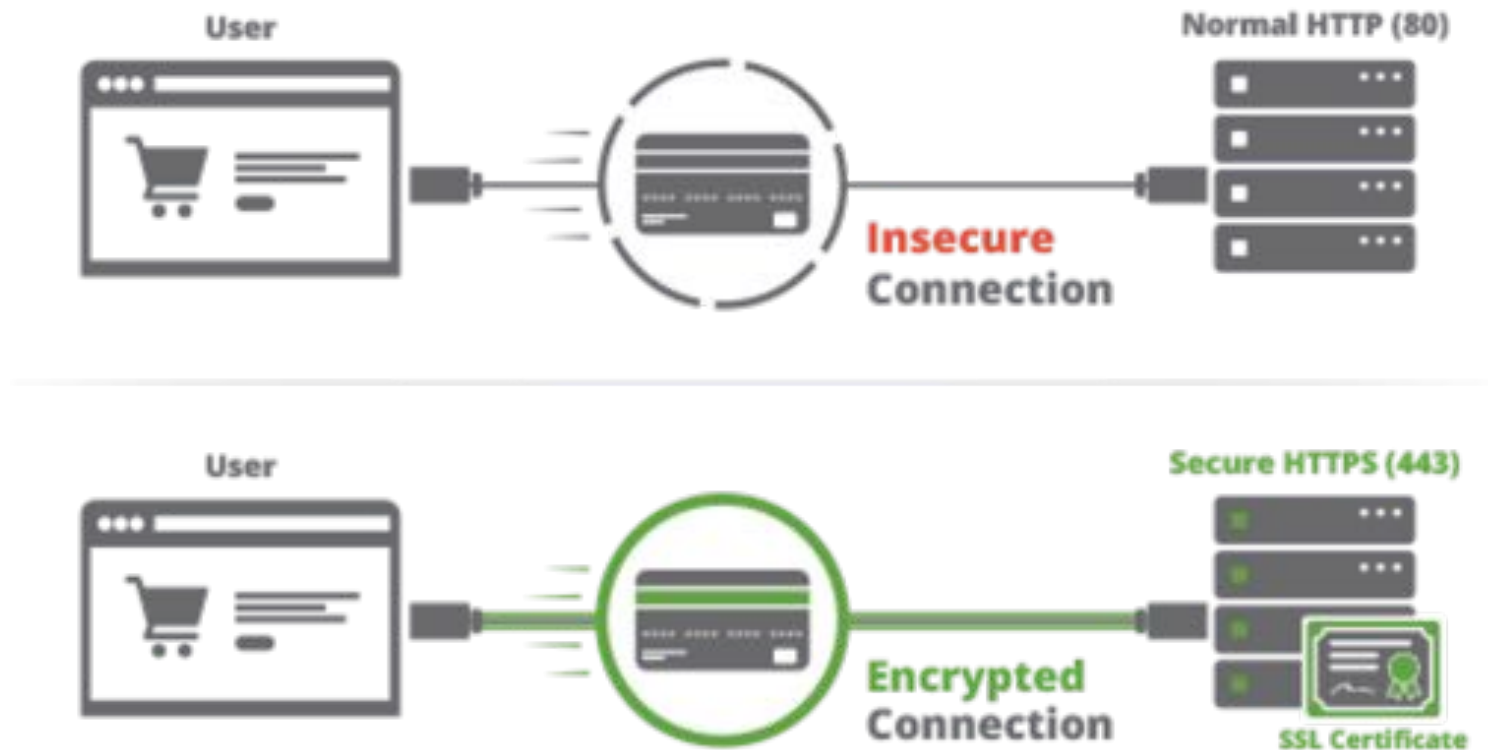 User
Normal HTTP (80)
Insecure
Connection
User
Secure HTTPS (443)
Encrypted
Connection
SSL Certificate